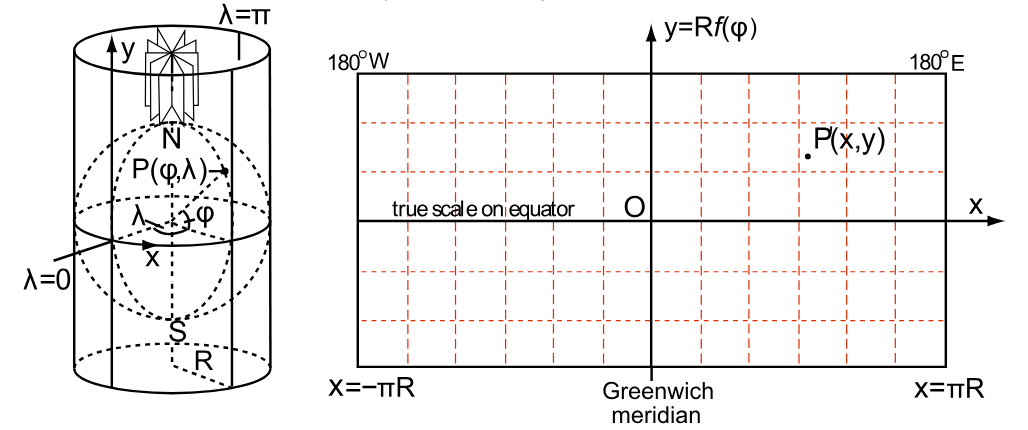 λ=π
y
N
P(φ,λ)
λ
φ
x
λ=0
S
R
y=Rf(φ)
180°W
180°E
P'(x,y)
true scale on equator
O
x
x=−πR
Greenwich
meridian
x=πR